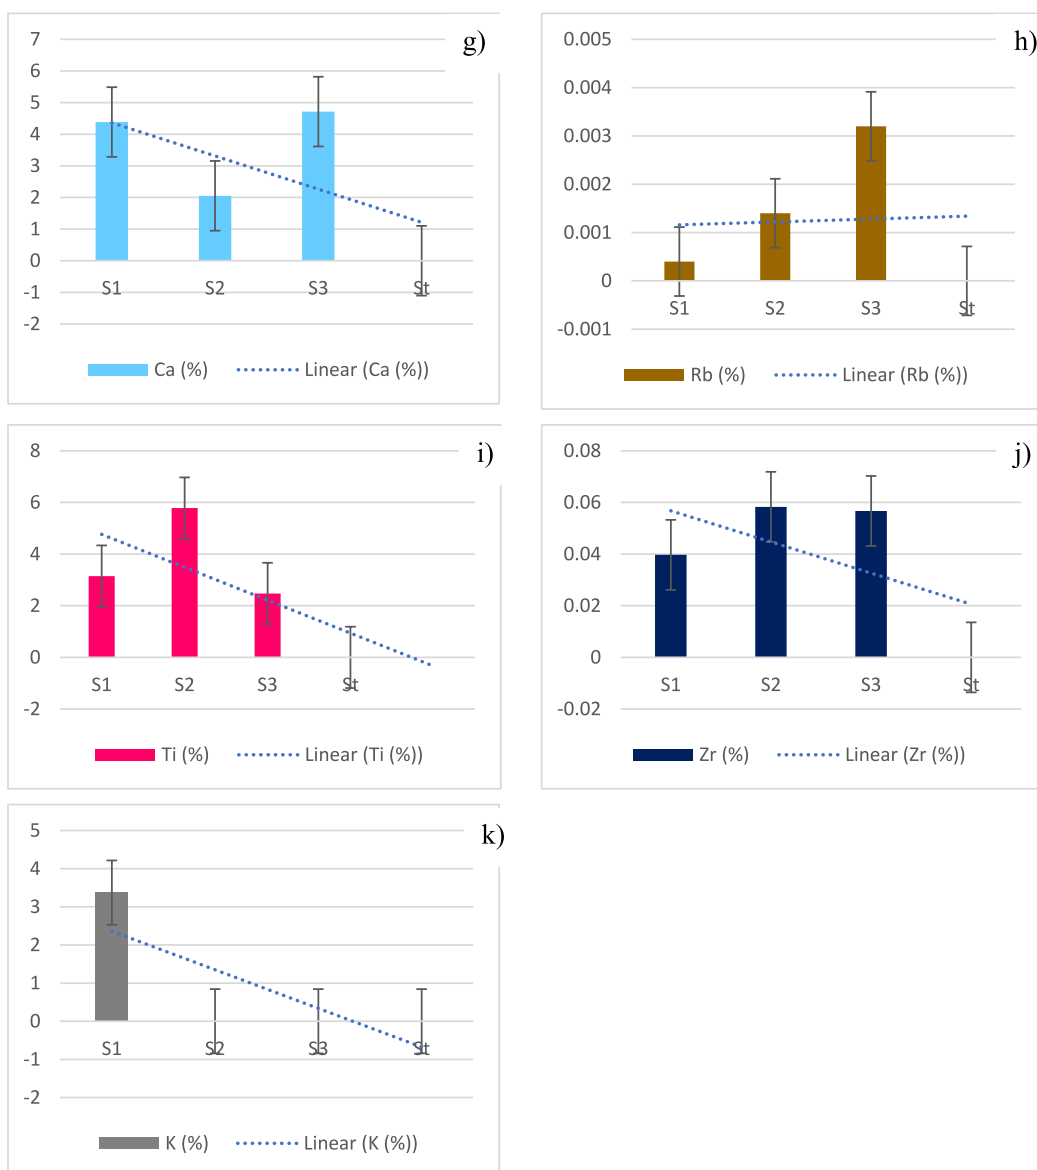 g)
7
6
5
4
3
2
1
0
-1
-2
S1 S2 S3 St
Ca (%) Linear (Ca (%))
h)
0.005
0.004
0.003
0.002
0.001
0
-0.001
S1 S2 S3 St
Rb (%) Linear (Rb (%))
i)
8
6
4
2
0
-2
S1 S2 S3 St
Ti (%) Linear (Ti (%))
j)
0.08
0.06
0.04
0.02
0
-0.02
S1 S2 S3 St
Zr (%) Linear (Zr (%))
k)
5
4
3
2
1
0
-1
-2
S1 S2 S3 St
K (%) Linear (K (%))